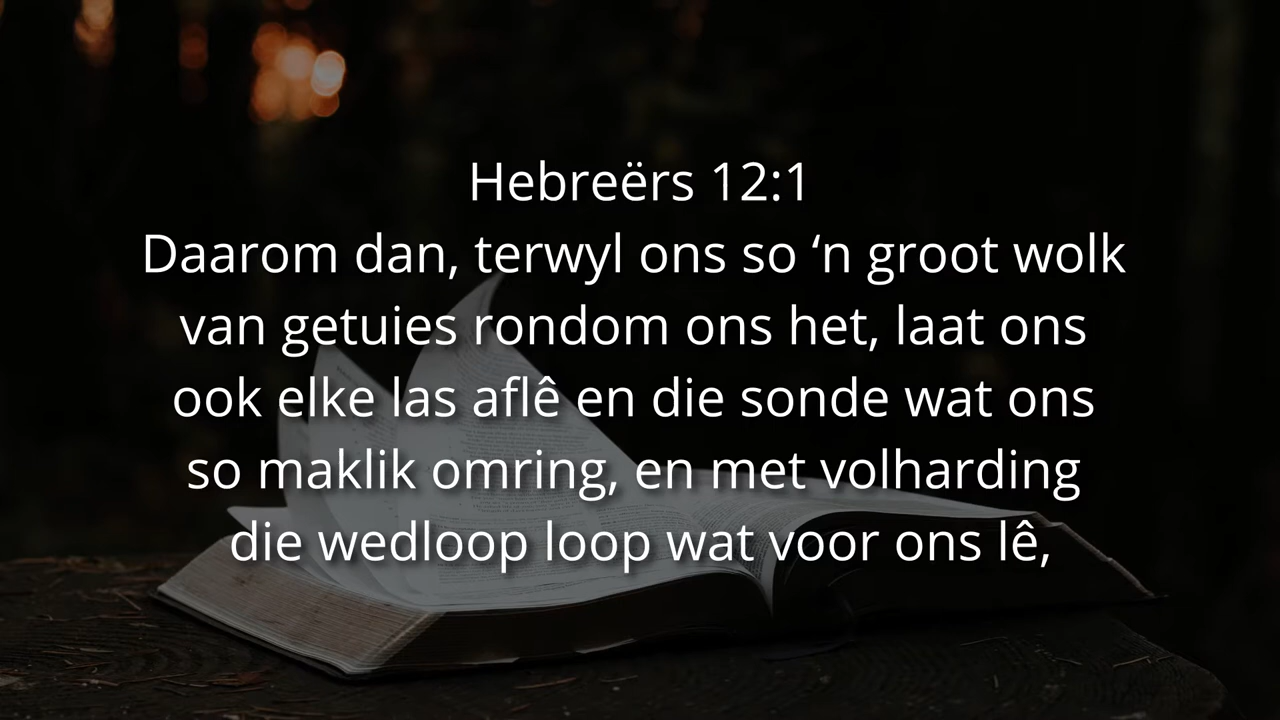 Hebreërs 12:1
Daarom dan, terwyl ons so ‘n groot wolk
van getuies rondom ons het, laat ons
ook elke las aflê en die sonde wat ons
so maklik omring, en met volharding
die wedloop loop wat voor ons lê,